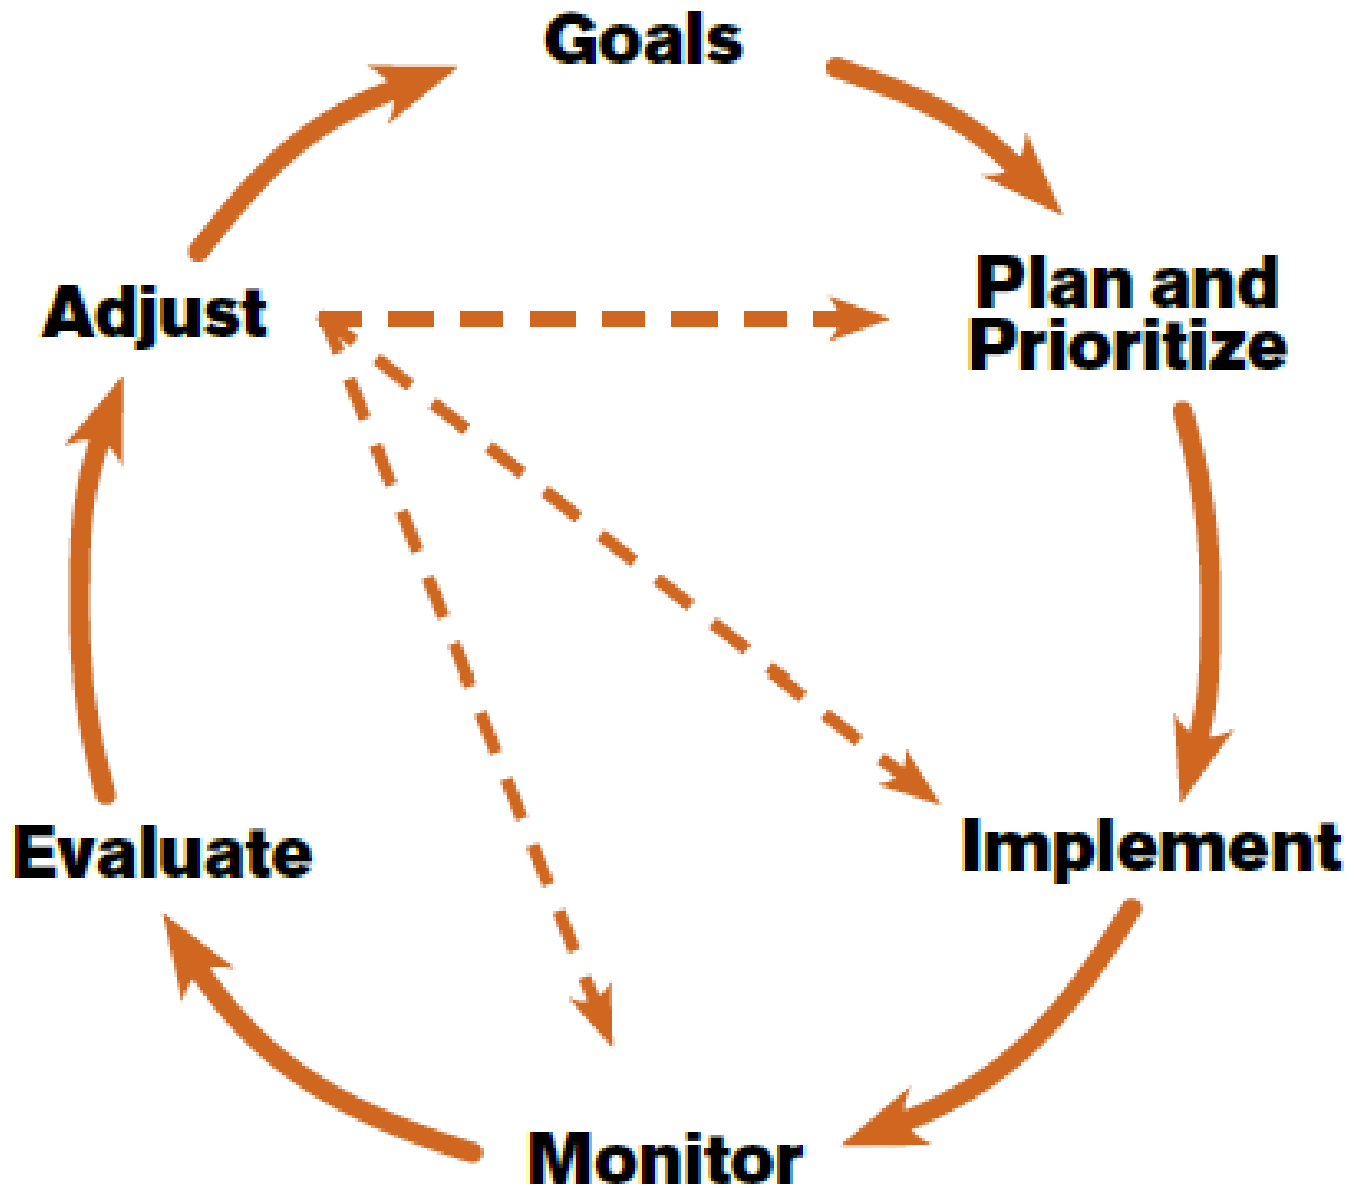 Goals
Plan and
Prioritize
Implement
Monitor
Evaluate
Adjust